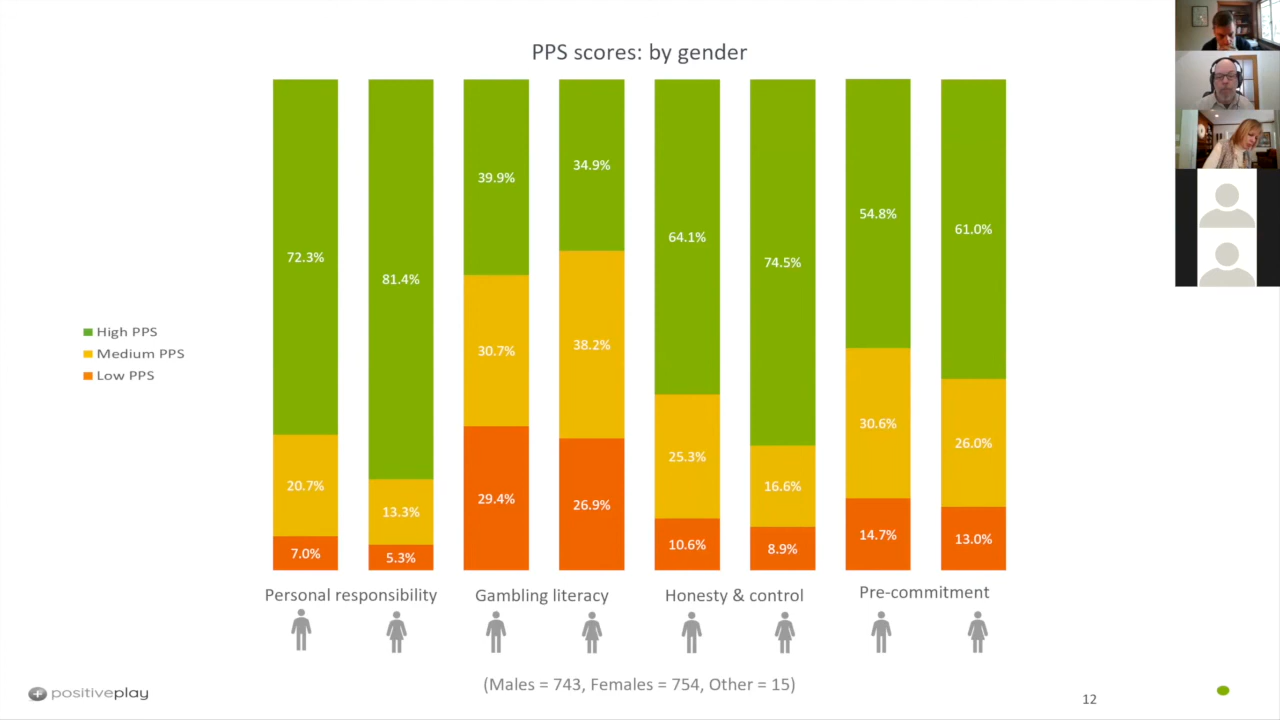 PPS scores: by gender
High PPS
Medium PPS
Low PPS
72.3%
20.7%
7.0%
81.4%
13.3%
5.3%
39.9%
30.7%
29.4%
34.9%
38.2%
26.9%
64.1%
25.3%
10.6%
74.5%
16.6%
8.9%
54.8%
30.6%
14.7%
61.0%
26.0%
13.0%
Personal responsibility
Gambling literacy
Honesty & control
Pre-commitment
(Males = 743, Females = 754, Other = 15)
positiveplay
12